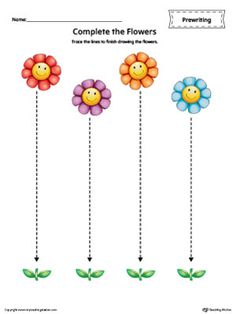 Name:
Prewriting
Complete the Flowers
Trace the lines to finish drawing the flowers.